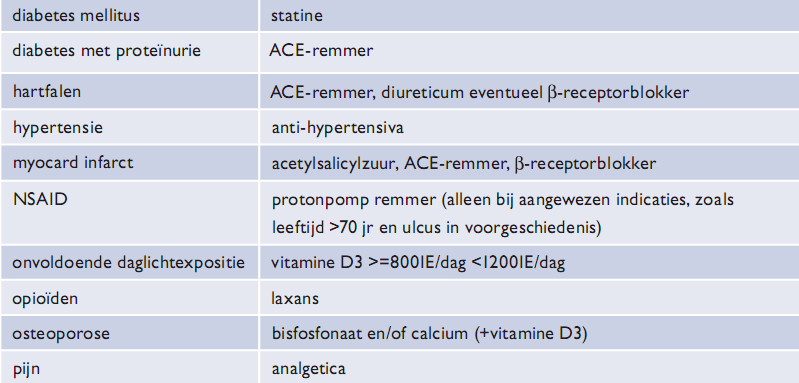 diabetes mellitus statine
diabetes met proteïnurie ACE-remmer
hartfalen ACE-remmer, diureticum eventueel β-receptorblokker
hypertensie anti-hypertensiva
myocard infarct acetylsalicylzuur, ACE-remmer, β-receptorblokker
NSAID protonpomp remmer (alleen bij aangewezen indicaties, zoals
leeftijd >70 jr en ulcus in voorgeschiedenis)
onvoldoende daglichtexpositie vitamine D3 >=800IE/dag <1200IE/dag
opioïden laxans
osteoporose bisfosfonaat en/of calcium (+vitamine D3)
pijn analgetica